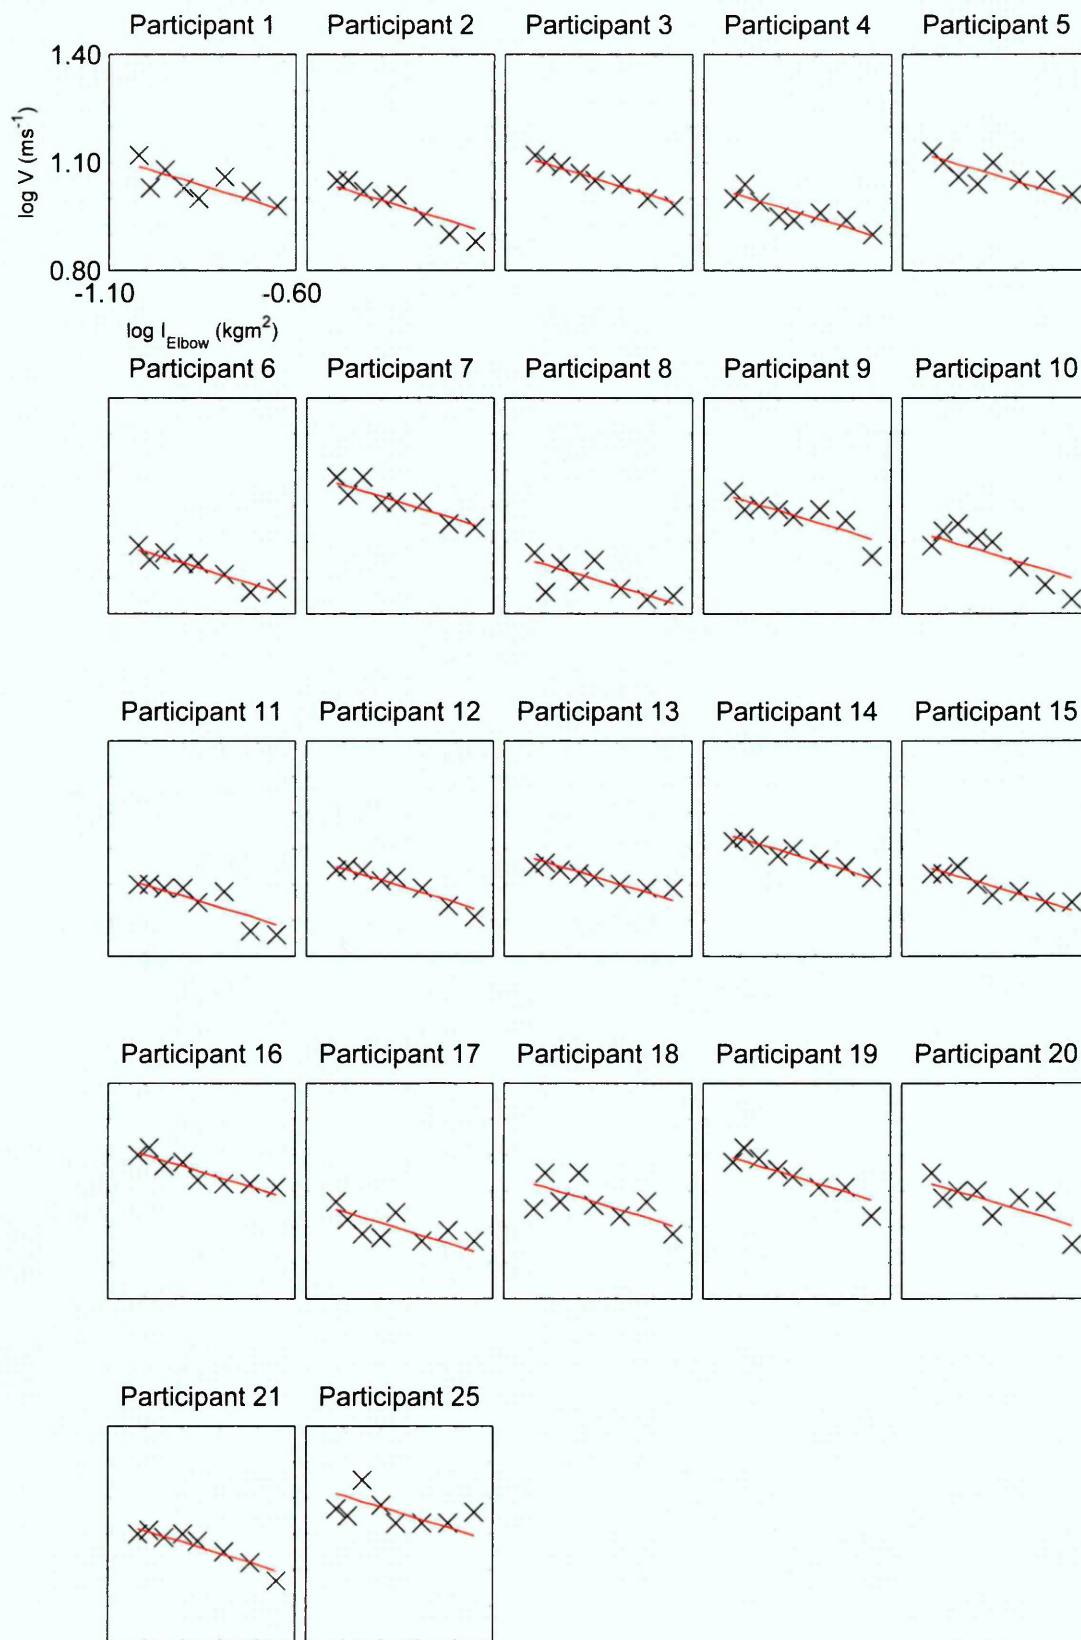 Participant 1 Participant 2 Participant 3 Participant 4 Participant 5
1.40
1.10
0.80
log V (ms-1)
-1.10 -0.60
log IElbow (kgm2)
Participant 6 Participant 7 Participant 8 Participant 9 Participant 10
Participant 11 Participant 12 Participant 13 Participant 14 Participant 15
Participant 16 Participant 17 Participant 18 Participant 19 Participant 20
Participant 21 Participant 25